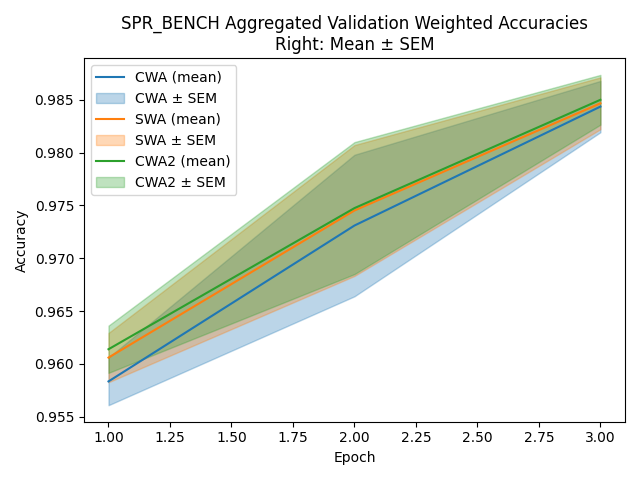 SPR_BENCH Aggregated Validation Weighted Accuracies
Right: Mean ± SEM
CWA (mean)
CWA ± SEM
SWA (mean)
SWA ± SEM
CWA2 (mean)
CWA2 ± SEM
Accuracy
0.985
0.980
0.975
0.970
0.965
0.960
0.955
1.00 1.25 1.50 1.75 2.00 2.25 2.50 2.75 3.00
Epoch